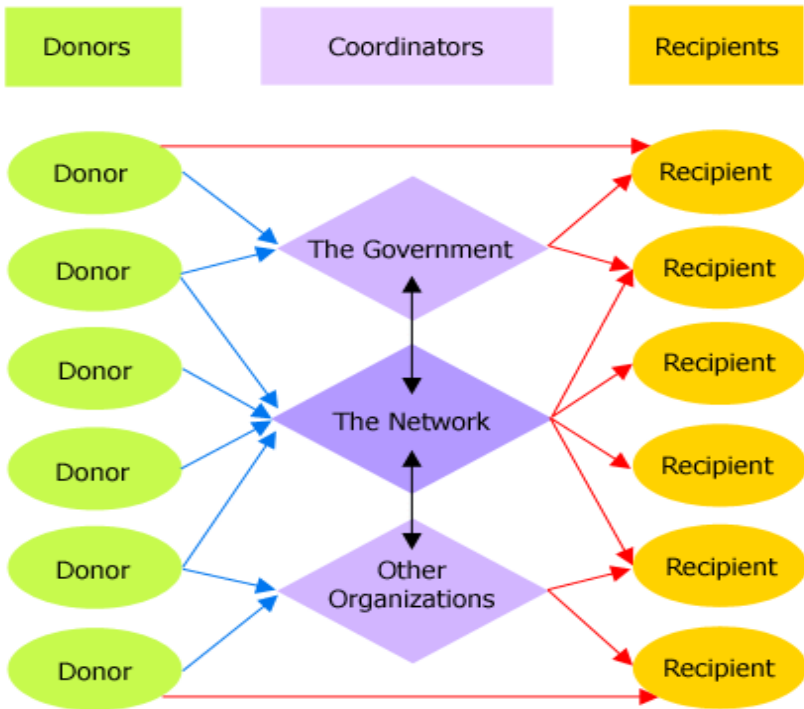 Donors
Coordinators
Recipients
Donor
Recipient
The Government
Donor
Recipient
Donor
Recipient
The Network
Donor
Recipient
Donor
Other
Organizations
Recipient
Donor
Recipient